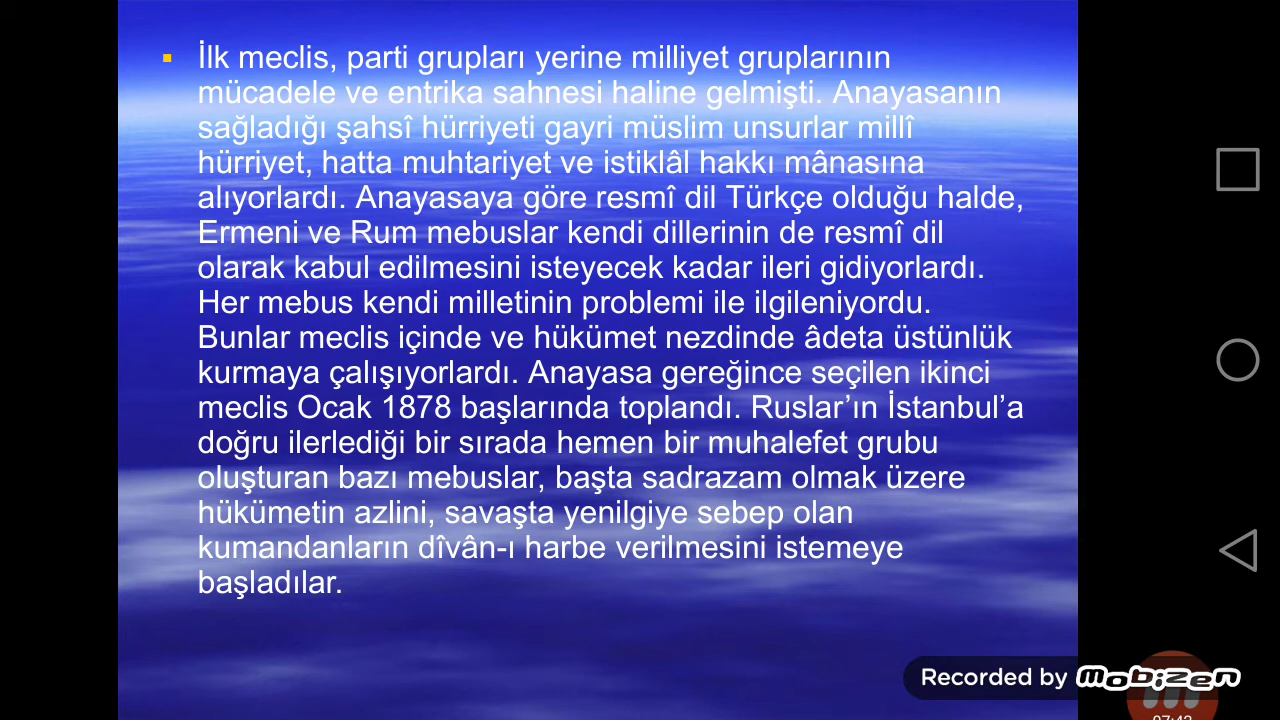 İlk meclis, parti grupları yerine milliyet gruplarının
mücadele ve entrika sahnesi haline gelmişti. Anayasanın
sağladığı şahsî hürriyeti gayri müslim unsurlar millî
hürriyet, hatta muhtariyet ve istiklâl hakkı mânasına
alıyorlardı. Anayasaya göre resmî dil Türkçe olduğu halde,
Ermeni ve Rum mebuslar kendi dillerinin de resmî dil
olarak kabul edilmesini isteyecek kadar ileri gidiyorlardı.
Her mebus kendi milletinin problemi ile ilgileniyordu.
Bunlar meclis içinde ve hükümet nezdinde âdeta üstünlük
kurmaya çalışıyorlardı. Anayasa gereğince seçilen ikinci
meclis Ocak 1878 başlarında toplandı. Ruslar’ın İstanbul’a
doğru ilerlediği bir sırada hemen bir muhalefet grubu
oluşturan bazı mebuslar, başta sadrazam olmak üzere
hükümetin azlini, savaşta yenilgiye sebep olan
kumandanların dîvân-ı harbe verilmesini istemeye
başladılar.
Recorded by Mobizen